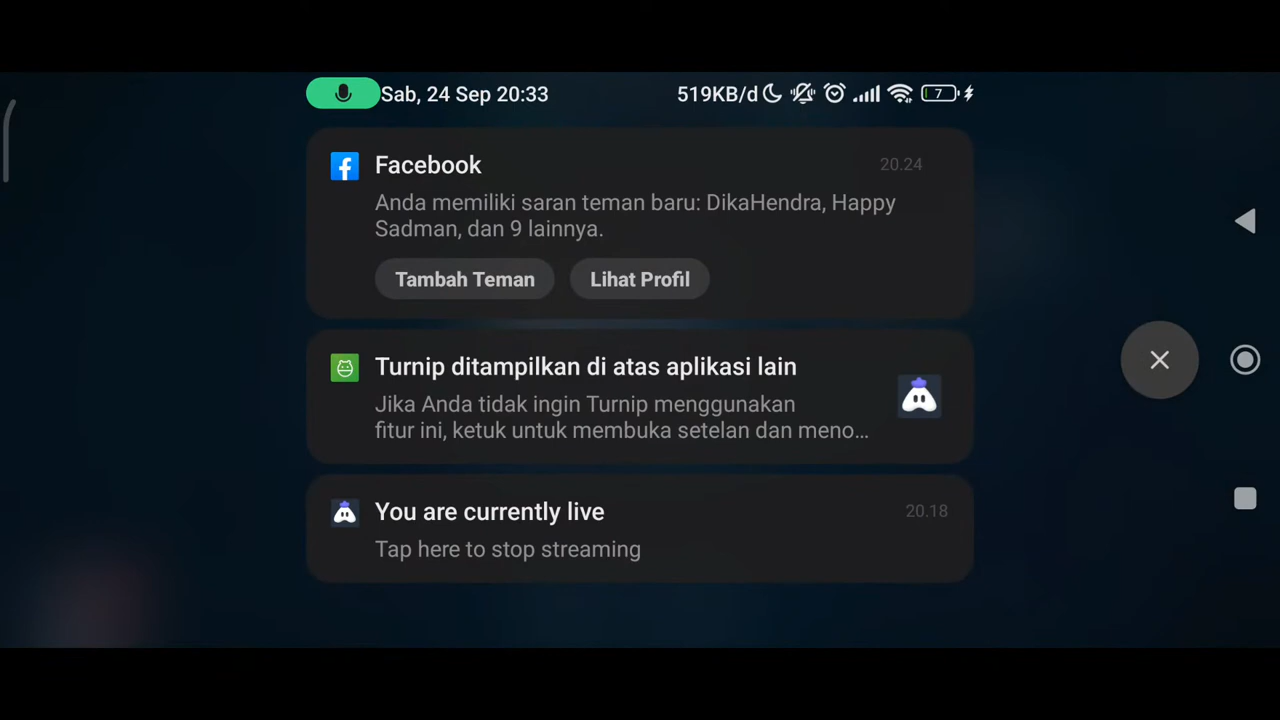 Sab, 24 Sep 20:33
519KB/d
7
Facebook
20.24
Anda memiliki saran teman baru: DikaHendra, Happy
Sadman, dan 9 lainnya.
Tambah Teman
Lihat Profil
Turnip ditampilkan di atas aplikasi lain
Jika Anda tidak ingin Turnip menggunakan
fitur ini, ketuk untuk membuka setelan dan meno...
You are currently live
20.18
Tap here to stop streaming